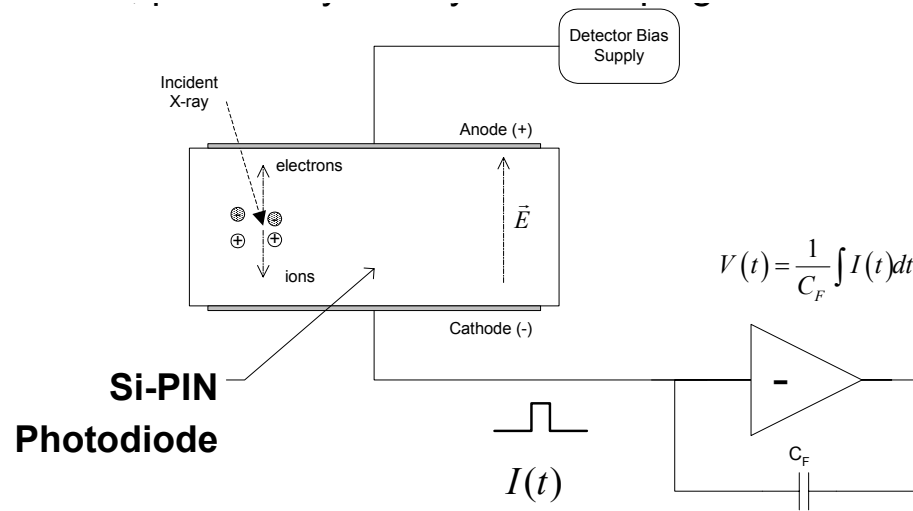 Detector Bias
Supply
Incident
X-ray
Anode (+)
electrons
E
ions
V(t) = 1/C_F ∫ I(t)dt
Cathode (-)
Si-PIN
Photodiode
-
I(t)
C_F